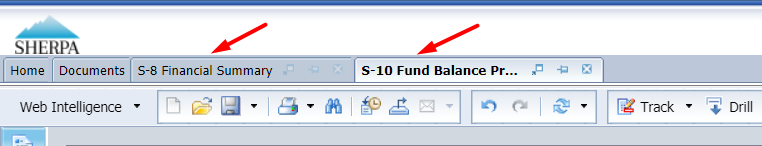 SHERPA
Home Documents S-8 Financial Summary S-10 Fund Balance Pr...
Web Intelligence Track Drill